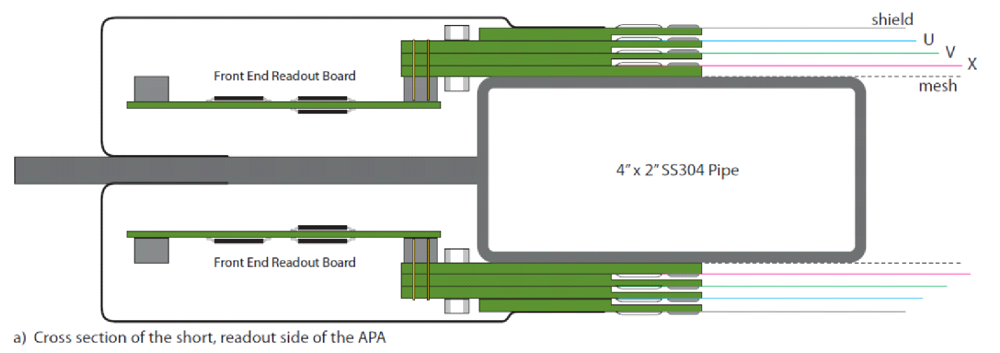 shield
U
V
X
mesh
Front End Readout Board
4” x 2” SS304 Pipe
Front End Readout Board
a) Cross section of the short, readout side of the APA